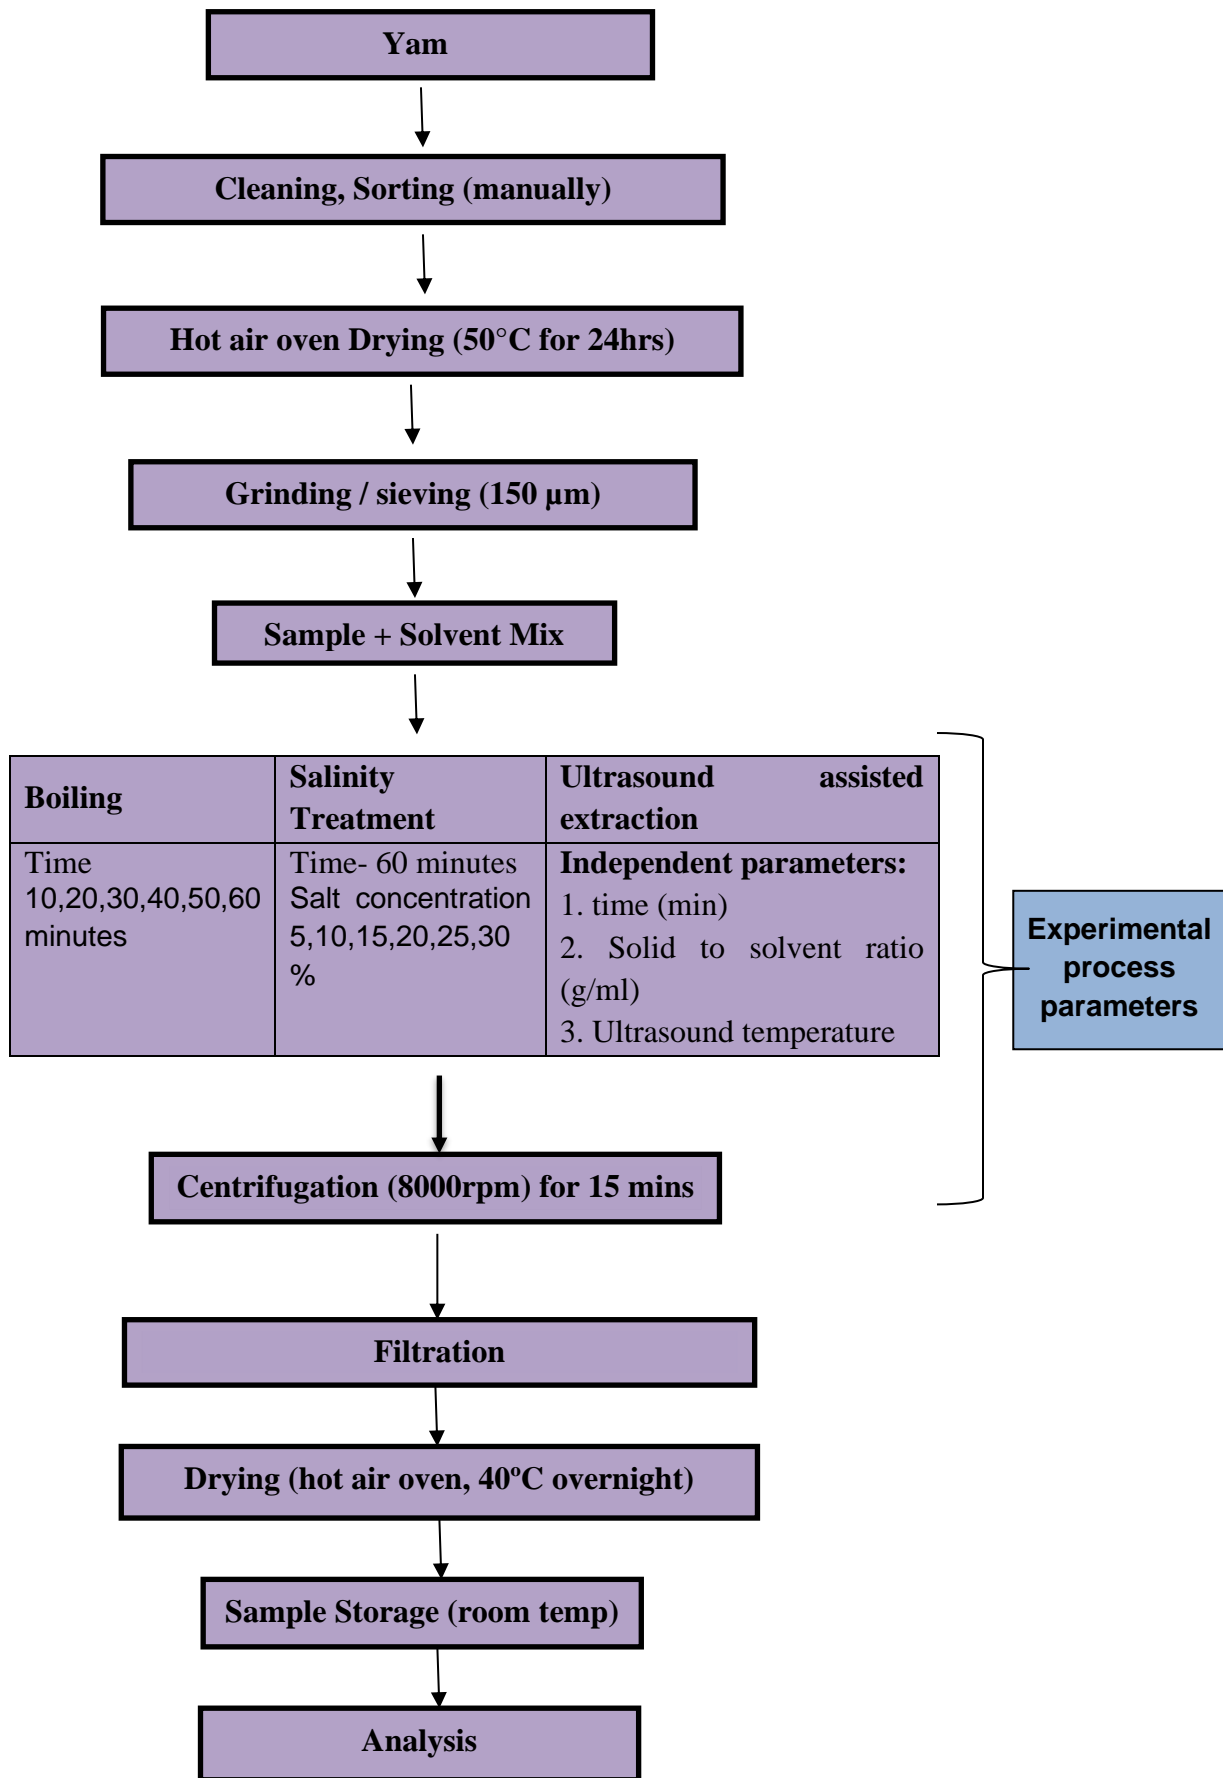 Yam
Cleaning, Sorting (manually)
Hot air oven Drying (50°C for 24hrs)
Grinding / sieving (150 µm)
Sample + Solvent Mix
Boiling
Salinity
Treatment
Ultrasound assisted
extraction
Time
10,20,30,40,50,60
minutes
Time- 60 minutes
Salt concentration
5,10,15,20,25,30
%
Independent parameters:
1. time (min)
2. Solid to solvent ratio
(g/ml)
3. Ultrasound temperature
Experimental
process
parameters
Centrifugation (8000rpm) for 15 mins
Filtration
Drying (hot air oven, 40ºC overnight)
Sample Storage (room temp)
Analysis